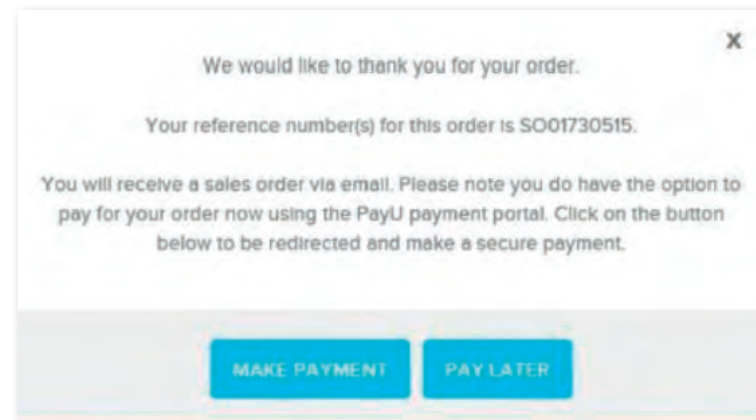 X
We would like to thank you for your order.
Your reference number(s) for this order is SO01730515.
You will receive a sales order via email. Please note you do have the option to
pay for your order now using the PayU payment portal. Click on the button
below to be redirected and make a secure payment.
MAKE PAYMENT
PAY LATER